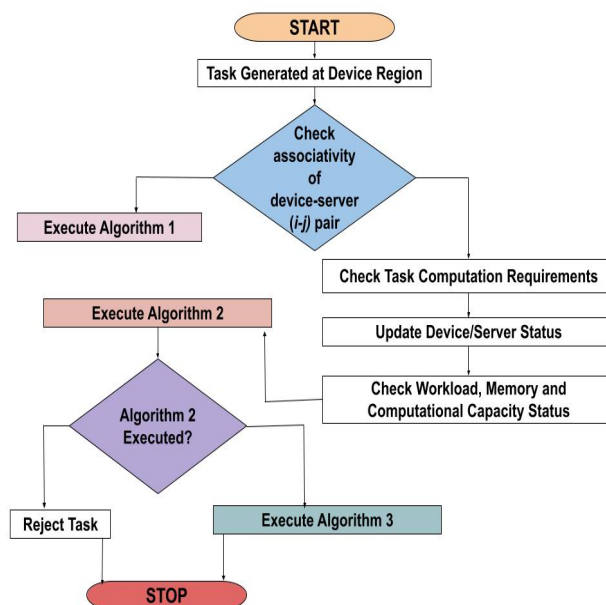 START
Task Generated at Device Region
Check
associativity
of
device-server
(i-j) pair
Execute Algorithm 1
Check Task Computation Requirements
Execute Algorithm 2
Update Device/Server Status
Check Workload, Memory and
Computational Capacity Status
Algorithm 2
Executed?
Reject Task
Execute Algorithm 3
STOP